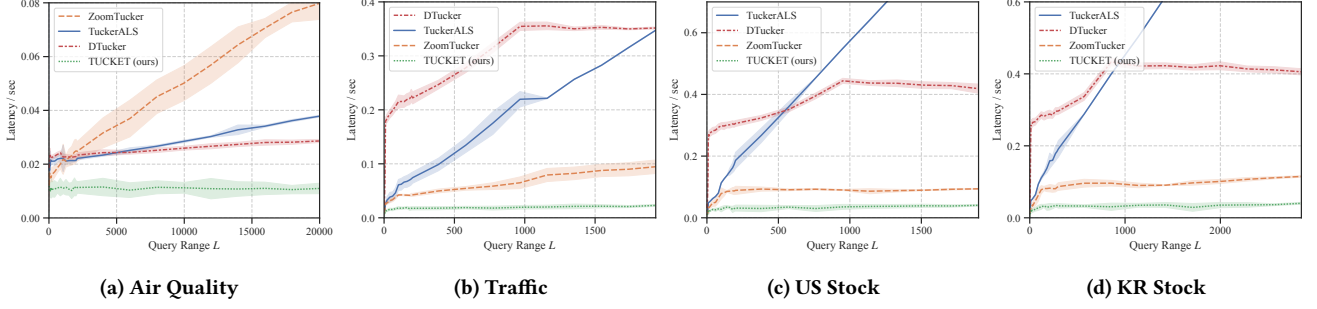 0.08
0.06
0.04
0.02
0.00
Latency / sec
ZoomTucker
TuckerALS
DTucker
TUCKET (ours)
0 5000 10000 15000 20000
Query Range L
(a) Air Quality
0.4
0.3
0.2
0.1
0.0
Latency / sec
DTucker
TuckerALS
ZoomTucker
TUCKET (ours)
0 500 1000 1500
Query Range L
(b) Traffic
0.6
0.4
0.2
0.0
Latency / sec
TuckerALS
DTucker
ZoomTucker
TUCKET (ours)
0 500 1000 1500
Query Range L
(c) US Stock
0.6
0.4
0.2
0.0
Latency / sec
TuckerALS
DTucker
ZoomTucker
TUCKET (ours)
0 1000 2000
Query Range L
(d) KR Stock